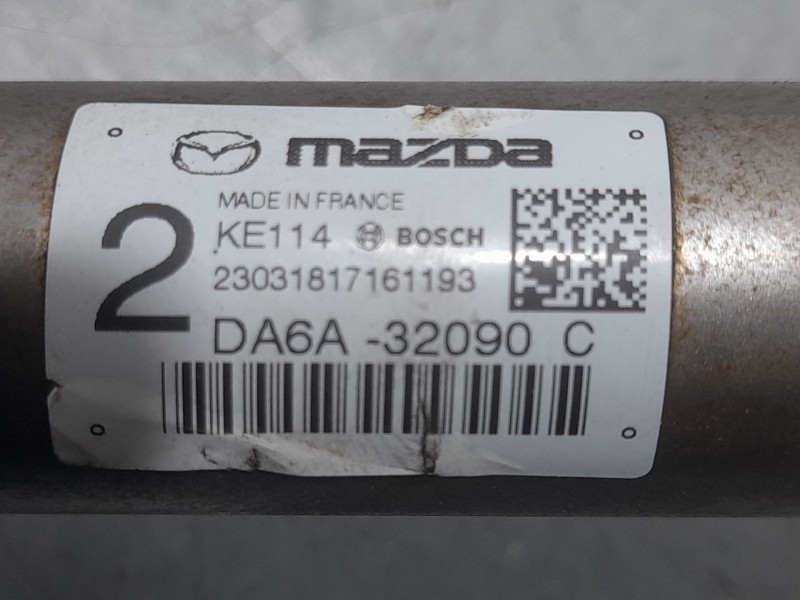 mazda
MADE IN FRANCE
2
KE114 BOSCH
23031817161193
DA6A -32090 C